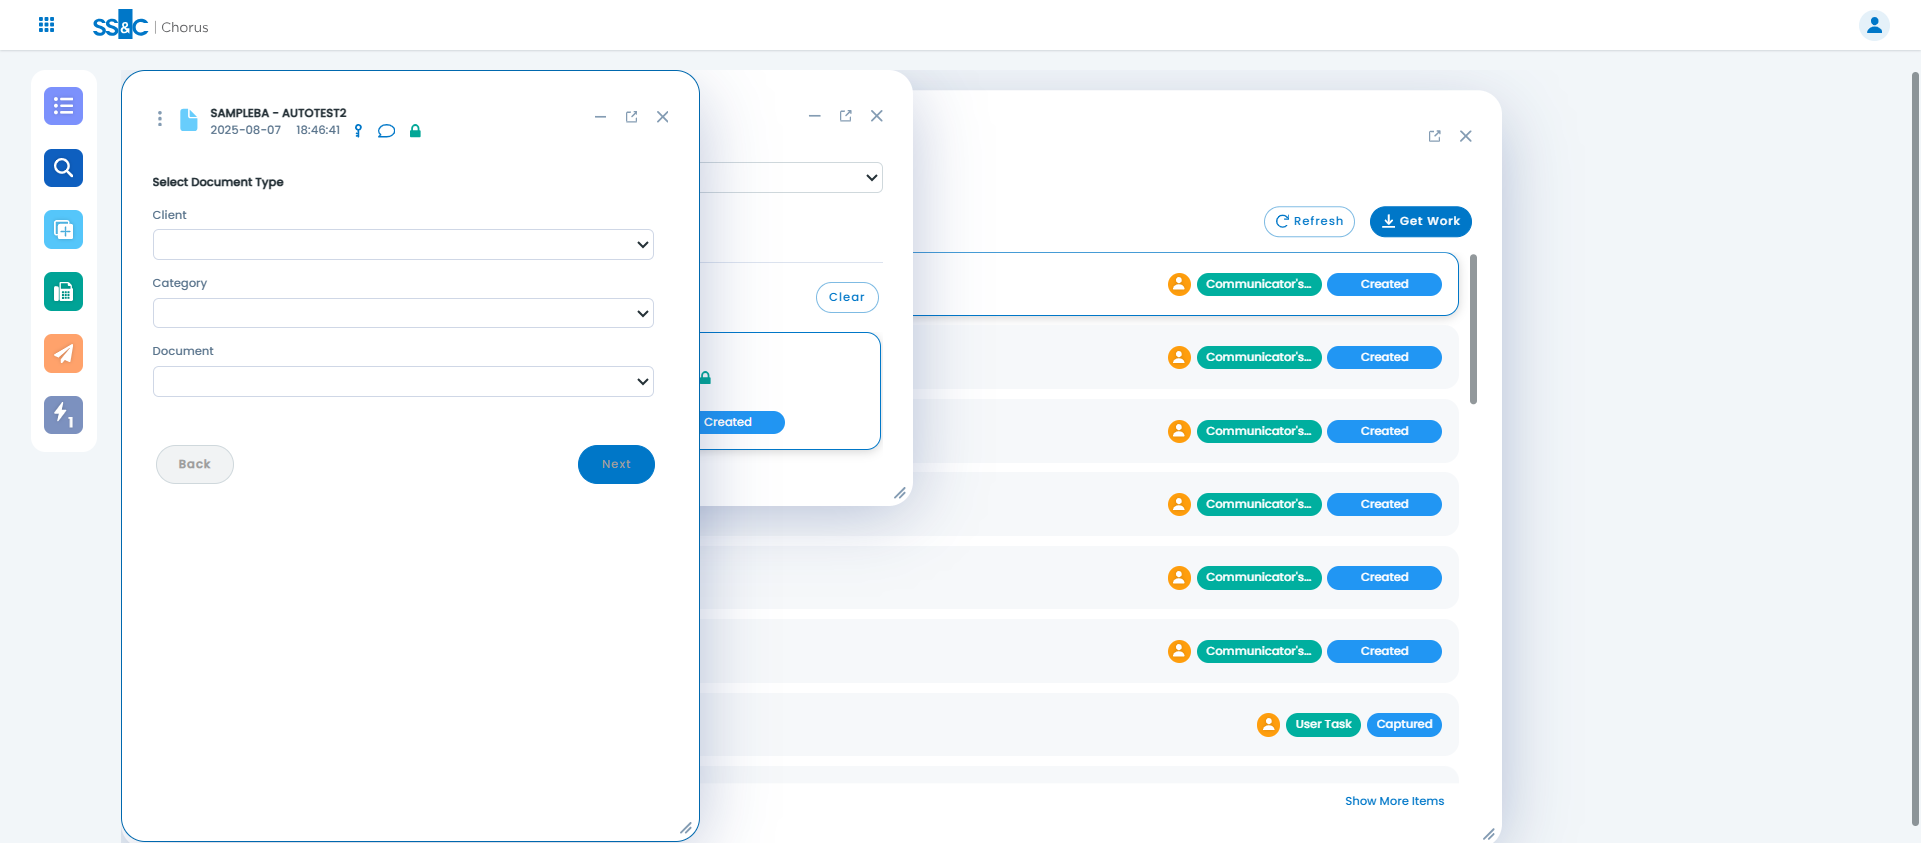 SS&C | Chorus
SAMPLEBA - AUTOTEST2
2025-08-07 18:46:41
Select Document Type
Client
Category
Document
Back
Next
Clear
Created
Refresh
Get Work
Communicator's... Created
Communicator's... Created
Communicator's... Created
Communicator's... Created
Communicator's... Created
Communicator's... Created
User Task Captured
Show More Items
1